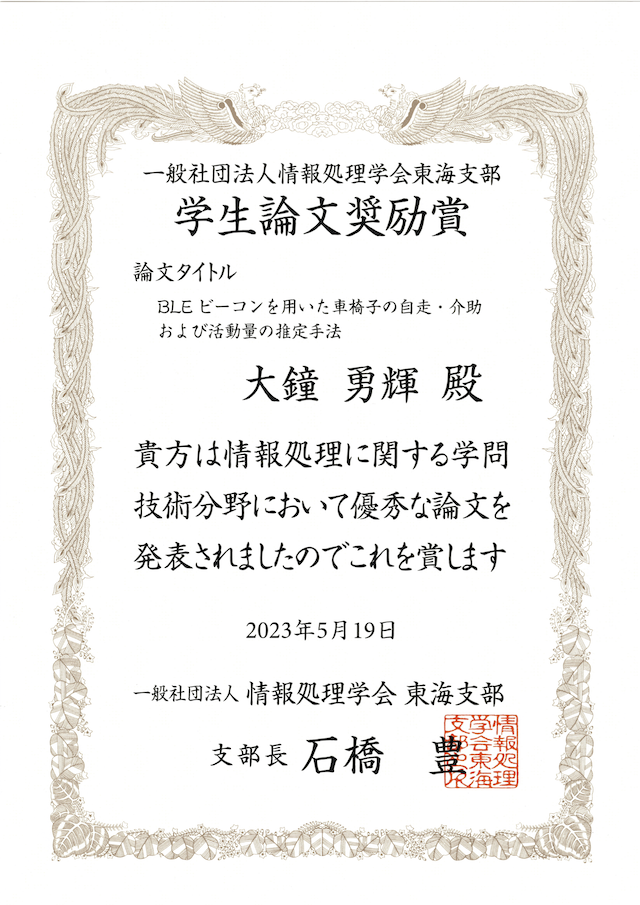 一般社団法人情報処理学会東海支部
学生論文奨励賞
論文タイトル
BLE ビーコンを用いた車椅子の自走・介助
および活動量の推定手法
大鐘 勇輝 殿
貴方は情報処理に関する学問
技術分野において優秀な論文を
発表されましたのでこれを賞します
2023年5月19日
一般社団法人 情報処理学会 東海支部
支部長 石橋 豊
情報処理
学会東海
支部之印